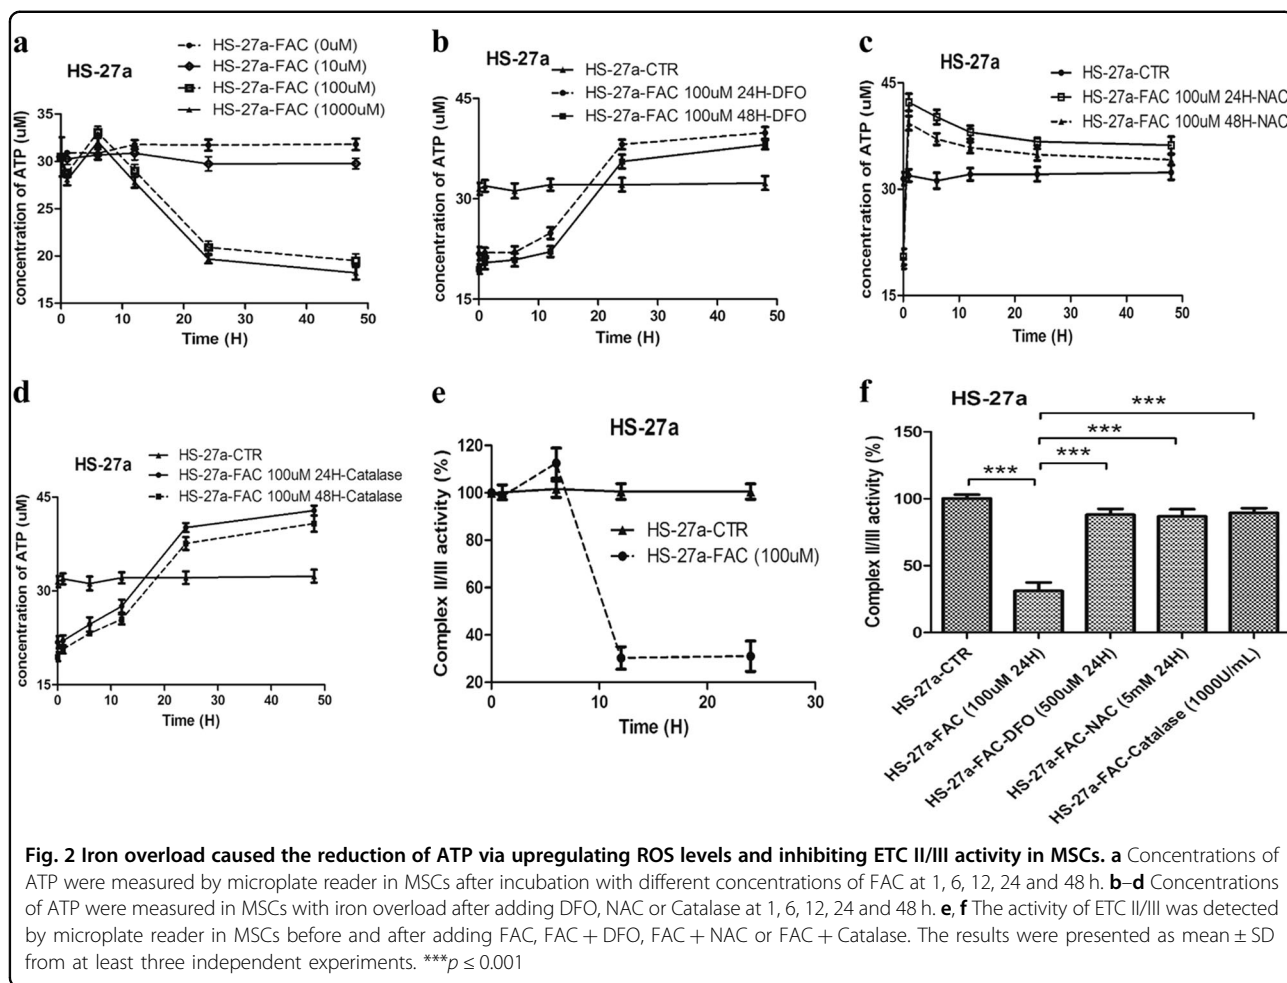 a
HS-27a
HS-27a-FAC (0uM)
HS-27a-FAC (10uM)
HS-27a-FAC (100uM)
HS-27a-FAC (1000uM)
concentration of ATP (uM)
35
30
25
20
15
0 10 20 30 40 50
Time (H)
b
HS-27a
HS-27a-CTR
HS-27a-FAC 100uM 24H-DFO
HS-27a-FAC 100uM 48H-DFO
concentration of ATP (uM)
45
30
15
0 10 20 30 40 50
Time (H)
c
HS-27a
HS-27a-CTR
HS-27a-FAC 100uM 24H-NAC
HS-27a-FAC 100uM 48H-NAC
concentration of ATP (uM)
45
30
15
0 10 20 30 40 50
Time (H)
d
HS-27a
HS-27a-CTR
HS-27a-FAC 100uM 24H-Catalase
HS-27a-FAC 100uM 48H-Catalase
concentration of ATP (uM)
45
30
15
0 10 20 30 40 50
Time (H)
e
HS-27a
HS-27a-CTR
HS-27a-FAC (100uM)
Complex II/III activity (%)
120
100
80
60
40
20
0 10 20 30
Time (H)
f
HS-27a
***
***
***
***
Complex II/III activity (%)
150
100
50
0
HS-27a-CTR
HS-27a-FAC (100uM 24H)
HS-27a-FAC-DFO (500uM 24H)
HS-27a-FAC-NAC (5mM 24H)
HS-27a-FAC-Catalase (1000U/mL)
Fig. 2 Iron overload caused the reduction of ATP via upregulating ROS levels and inhibiting ETC II/III activity in MSCs. a Concentrations of
ATP were measured by microplate reader in MSCs after incubation with different concentrations of FAC at 1, 6, 12, 24 and 48 h. b–d Concentrations
of ATP were measured in MSCs with iron overload after adding DFO, NAC or Catalase at 1, 6, 12, 24 and 48 h. e, f The activity of ETC II/III was detected
by microplate reader in MSCs before and after adding FAC, FAC + DFO, FAC + NAC or FAC + Catalase. The results were presented as mean ± SD
from at least three independent experiments. ***p ≤ 0.001